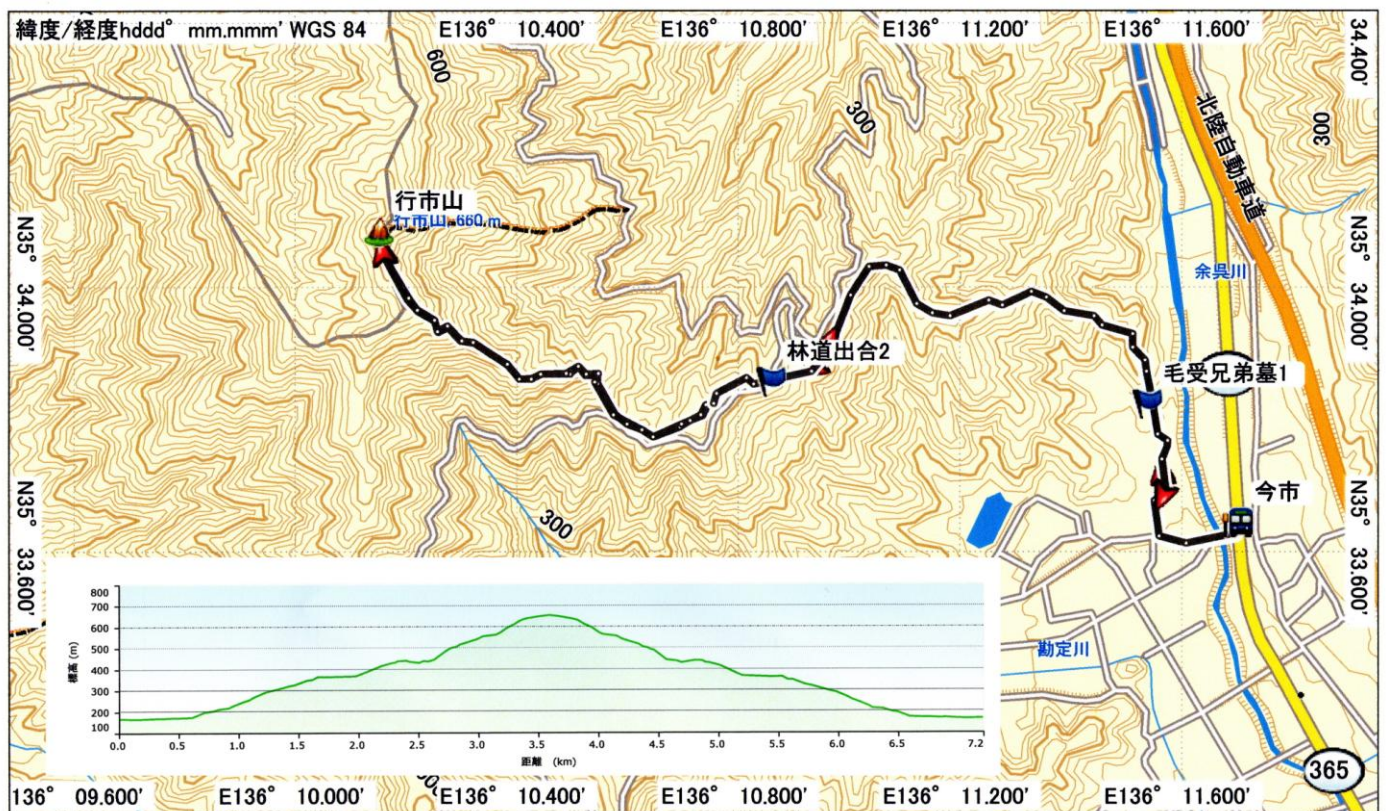 緯度/経度hddd° mm.mmm' WGS 84
E136° 10.400'
E136° 10.800'
E136° 11.200'
E136° 11.600'
34.400'
600
300
300
北陸自動車道
行市山
行市山 660 m
N35° 34.000'
N35° 34.000'
余呉川
林道出合2
毛受兄弟墓1
今市
300
N35° 33.600'
N35° 33.600'
勘定川
800
700
600
500
400
300
200
100
標高 (m)
0.0 0.5 1.0 1.5 2.0 2.5 3.0 3.5 4.0 4.5 5.0 5.5 6.0 6.5 7.2
距離 (km)
365
136° 09.600'
E136° 10.000'
E136° 10.400'
E136° 10.800'
E136° 11.200'
E136° 11.600'